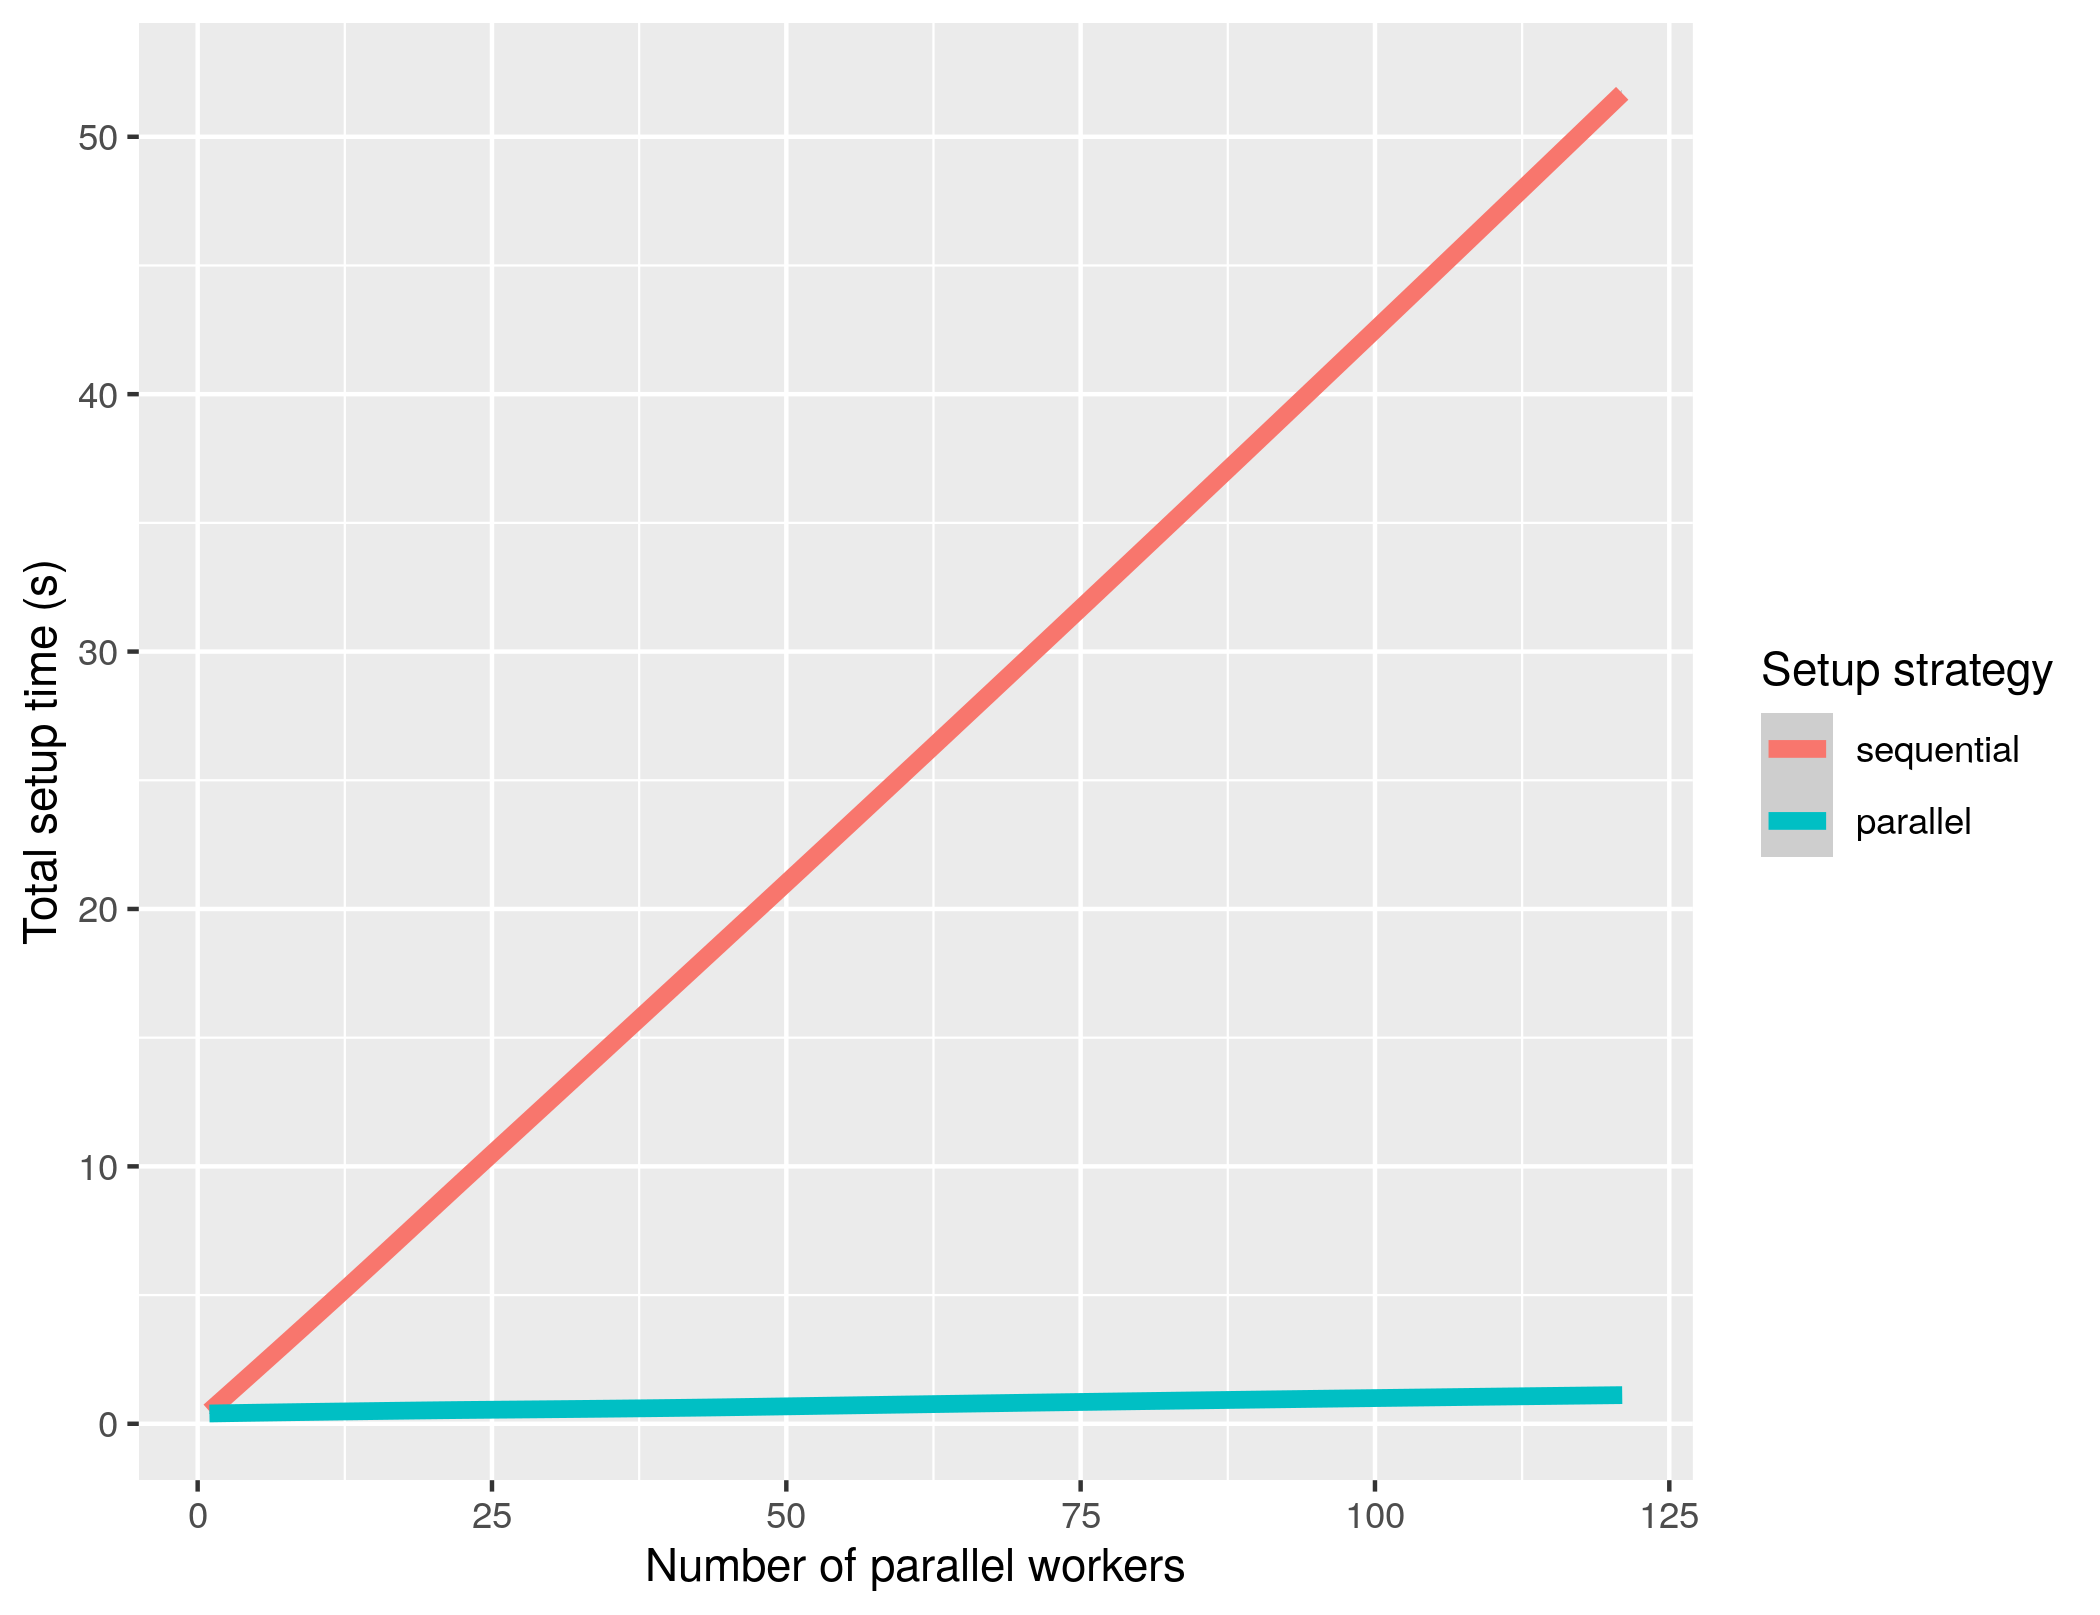 Total setup time (s)
50
40
30
20
10
0
0 25 50 75 100 125
Number of parallel workers
Setup strategy
sequential
parallel